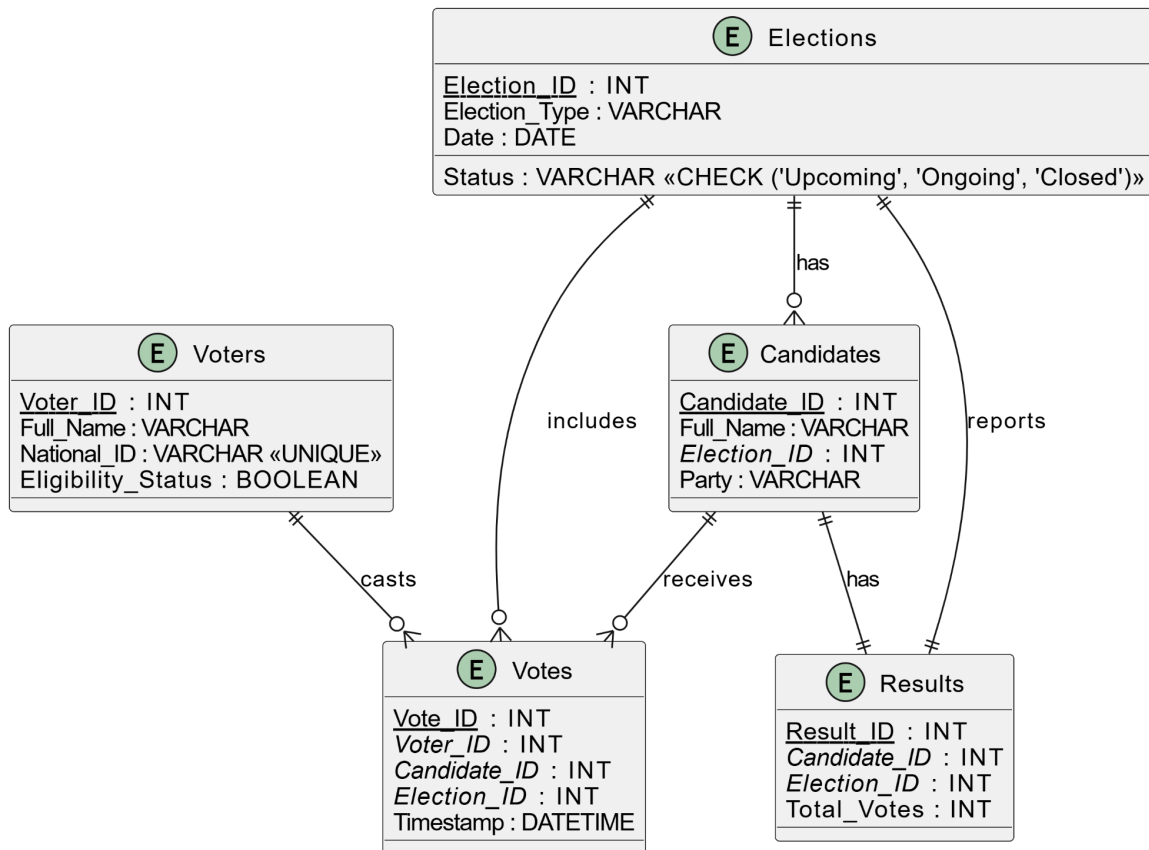 E Elections
Election_ID : INT
Election_Type : VARCHAR
Date : DATE
Status : VARCHAR «CHECK ('Upcoming', 'Ongoing', 'Closed')»
has
E Voters
Voter_ID : INT
Full_Name : VARCHAR
National_ID : VARCHAR «UNIQUE»
Eligibility_Status : BOOLEAN
includes
E Candidates
Candidate_ID : INT
Full_Name : VARCHAR
Election_ID : INT
Party : VARCHAR
reports
casts
receives
has
E Votes
Vote_ID : INT
Voter_ID : INT
Candidate_ID : INT
Election_ID : INT
Timestamp : DATETIME
E Results
Result_ID : INT
Candidate_ID : INT
Election_ID : INT
Total_Votes : INT